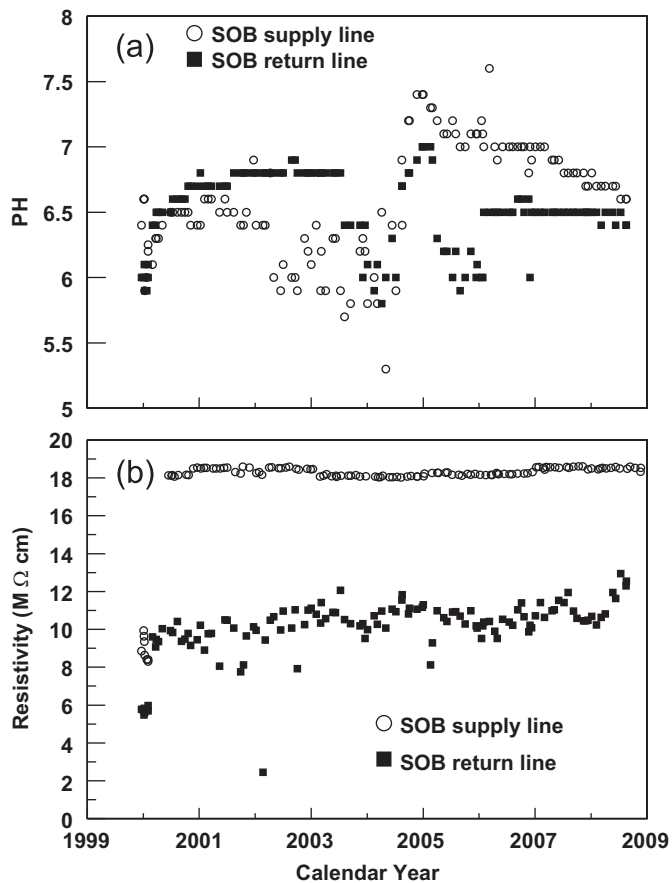 8
(a)
SOB supply line
SOB return line
7.5
7
6.5
6
5.5
5
PH
20
(b)
18
16
14
12
10
8
6
4
2
0
Resistivity (M Ω cm)
SOB supply line
SOB return line
1999
2001
2003
2005
2007
2009
Calendar Year